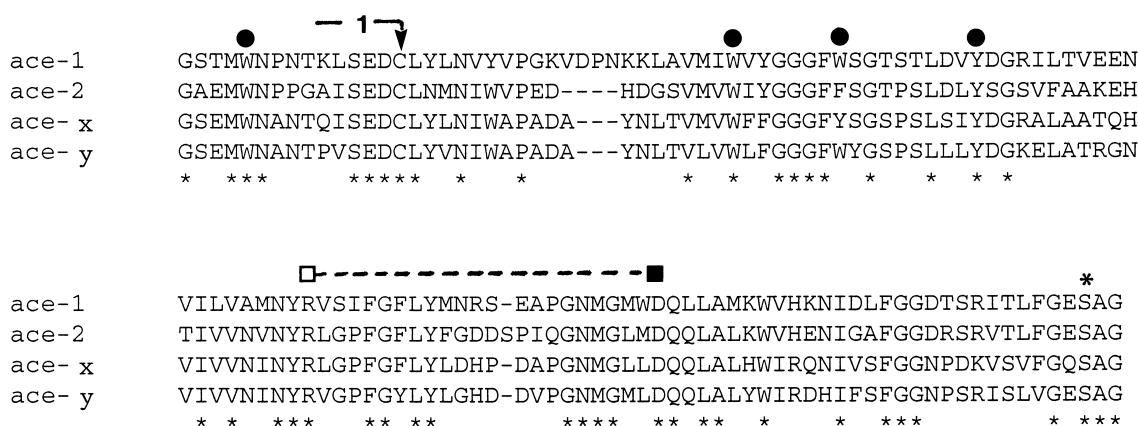 1
ace-1 GSTMWNPNTKLSEDCLYLNVYVPGKVDPNKKLAVMIWVYGGGFWSGTSTLDVYDGRILTVEEN
ace-2 GAEMWNPPGAISEDCLNMNIWVPED----HDGSVMVWIYGGGFFSGTPSLDLYSGSVFAAKEH
ace-x GSEMWNANTQISEDCLYLNIWAPADA---YNLTVMVWFFGGGFYSGSPSLSIYDGRALAATQH
ace-y GSEMWNANTPVSEDCLYVNIWAPADA---YNLTVLVWLFGGGFWYGSPSLLLYDGKELATRGN
* *** ***** * * * * **** * * * *
*
ace-1 VILVAMNYRVSIFGFLYMNRS-EAPGNMGMWDQLLAMKWVHKNIDLFGGDTSRITLFGESAG
ace-2 TIVVNVNYRLGPFGFLYFGDDSPIQGNMGLMDQQLALKWVHENIGAFGGDRSRVTLFGESAG
ace-x VIVVNINYRLGPFGFLYLDHP-DAPGNMGLLDQQLALHWIRQNIVSFGGNPDKVSVFGQSAG
ace-y VIVVNINYRVGPFGYLYLGHD-DVPGNMGMLDQQLALYWIRDHIFSFGGNPSRISLVGESAG
* * *** ** ** **** ** ** * * *** * ***